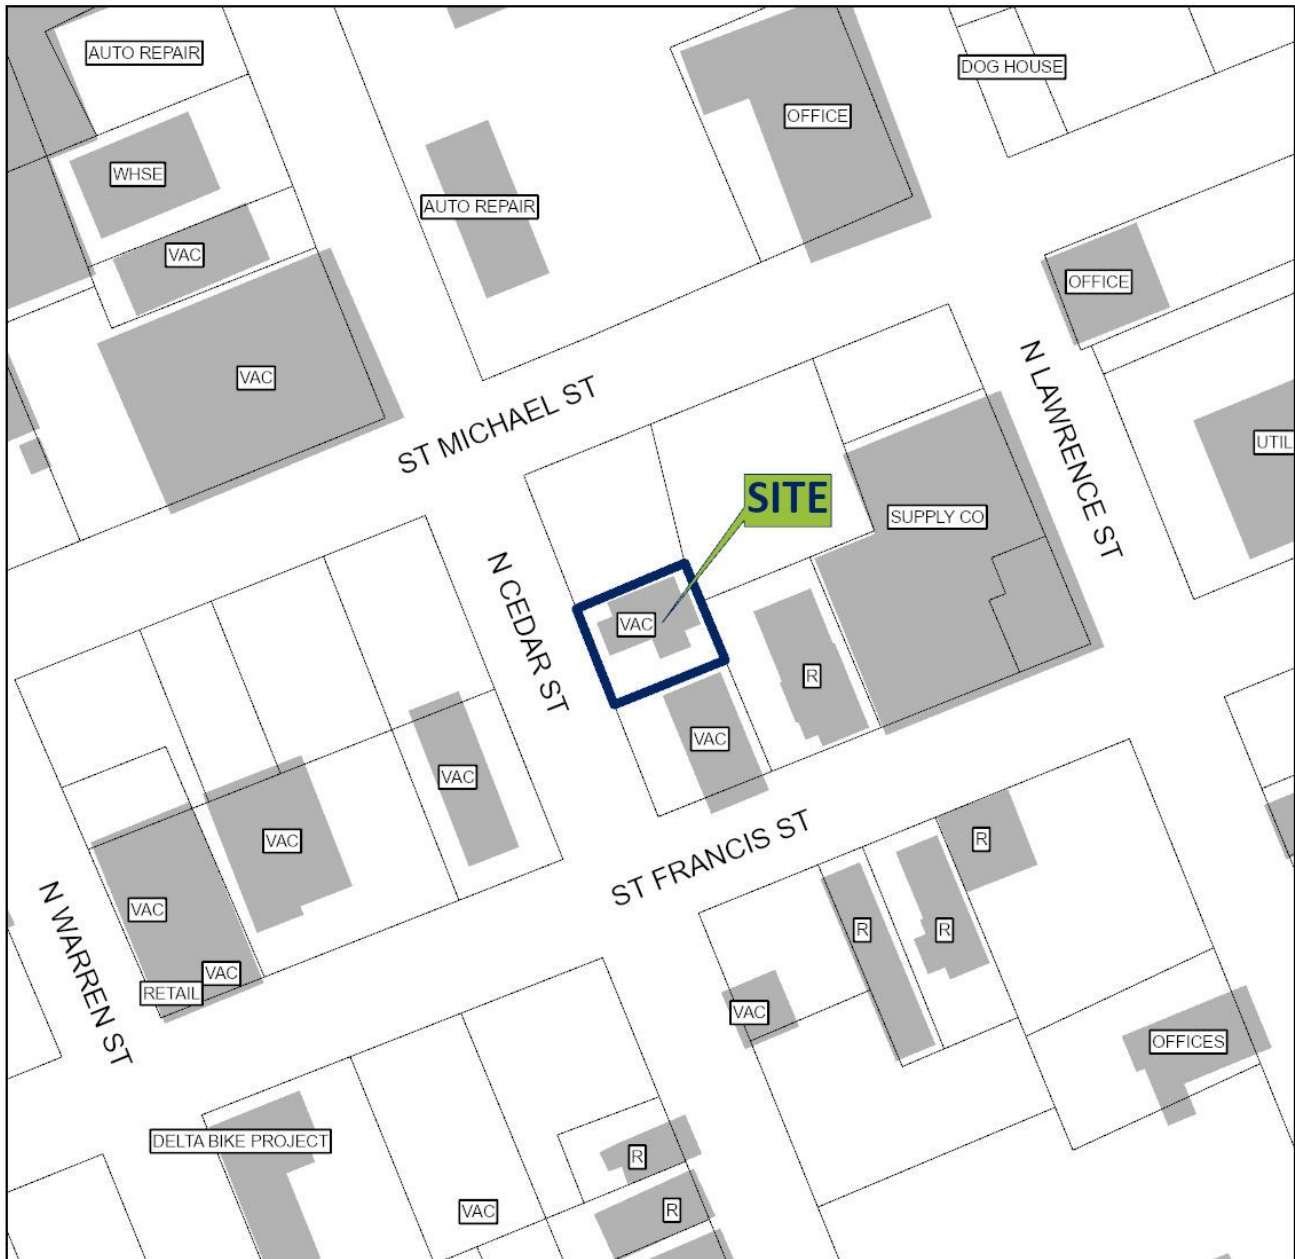 AUTO REPAIR
DOG HOUSE
OFFICE
WHSE
AUTO REPAIR
VAC
OFFICE
VAC
ST MICHAEL ST
N LAWRENCE ST
UTIL
SITE
SUPPLY CO
N CEDAR ST
VAC
R
VAC
VAC
VAC
ST FRANCIS ST
R
VAC
R
R
N WARREN ST
VAC
RETAIL
VAC
OFFICES
DELTA BIKE PROJECT
R
VAC
R